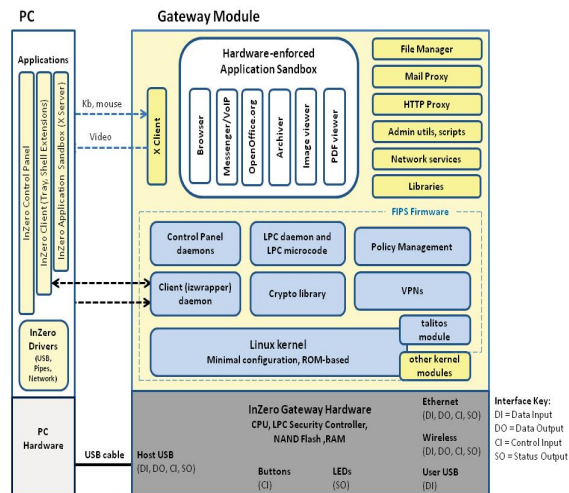 PC
Gateway Module
Applications
InZero Control Panel
InZero Client(Tray, Shell Extensions)
InZero Application Sandbox (X Server)
Kb, mouse
Video
X Client
Hardware-enforced
Application Sandbox
Browser
Messenger/VoIP
OpenOffice.org
Archiver
Image viewer
PDF viewer
File Manager
Mail Proxy
HTTP Proxy
Admin utils, scripts
Network services
Libraries
FIPS Firmware
Control Panel
daemons
LPC daemon and
LPC microcode
Policy Management
Client (izwrapper)
daemon
Crypto library
VPNs
Linux kernel
Minimal configuration, ROM-based
talitos
module
other kernel
modules
InZero
Drivers
(USB,
Pipes,
Network)
PC
Hardware
USB cable
InZero Gateway Hardware
CPU, LPC Security Controller,
NAND Flash ,RAM
Host USB
(DI, DO, CI, SO)
Buttons
(CI)
LEDs
(SO)
Ethernet
(DI, DO, CI, SO)
Wireless
(DI, DO, CI, SO)
User USB
(DI)
Interface Key:
DI = Data Input
DO = Data Output
CI = Control Input
SO = Status Output